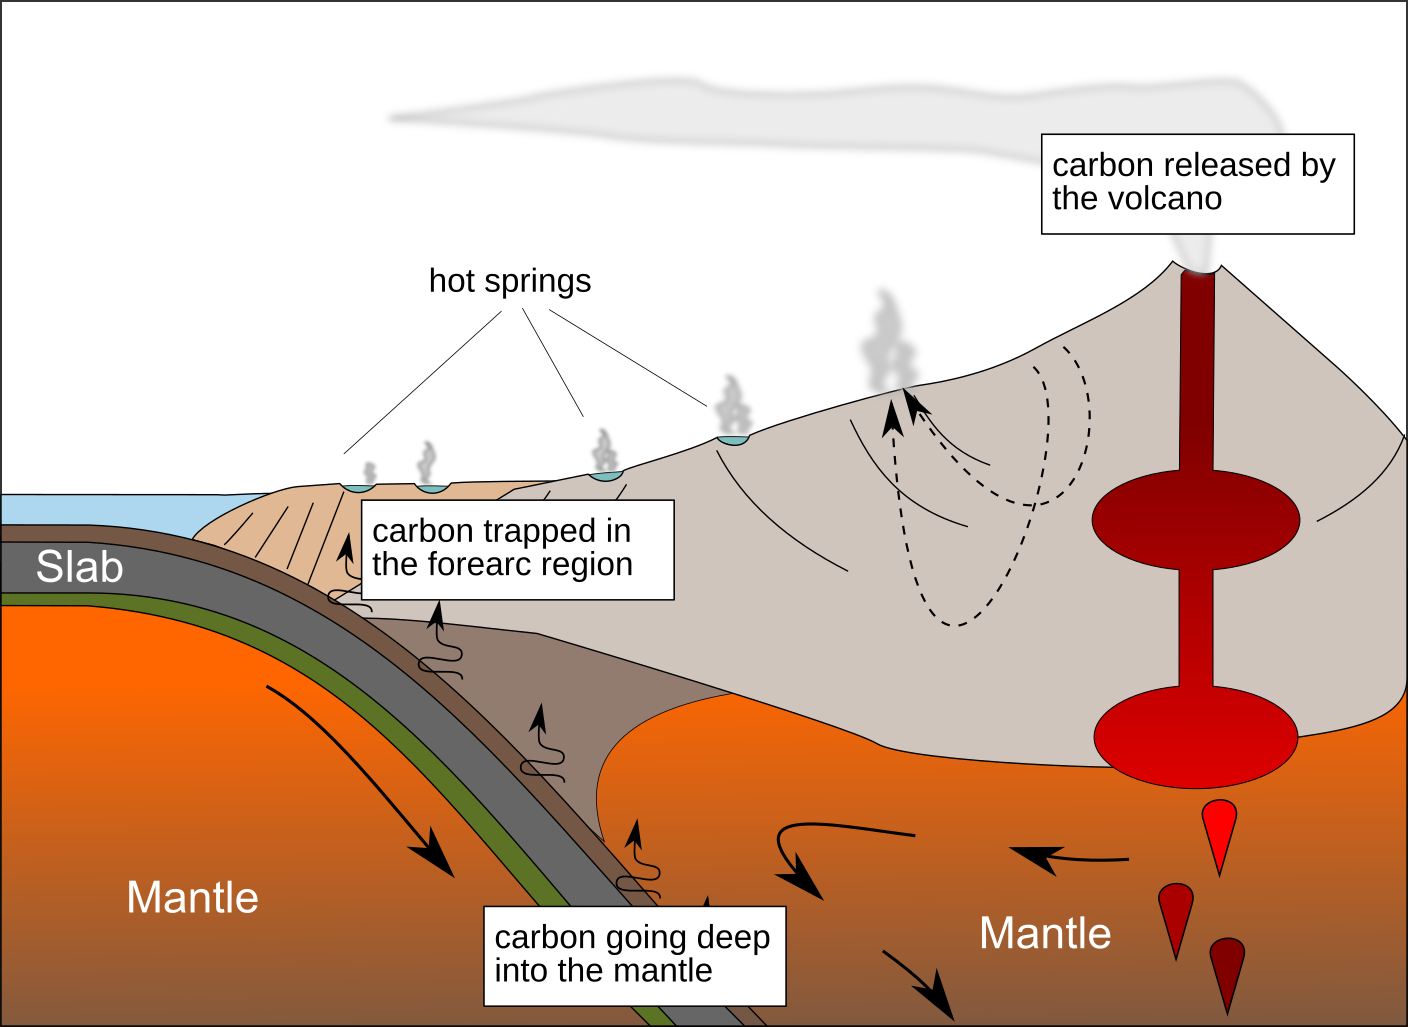 carbon released by
the volcano
hot springs
carbon trapped in
the forearc region
Slab
Mantle
carbon going deep
into the mantle
Mantle